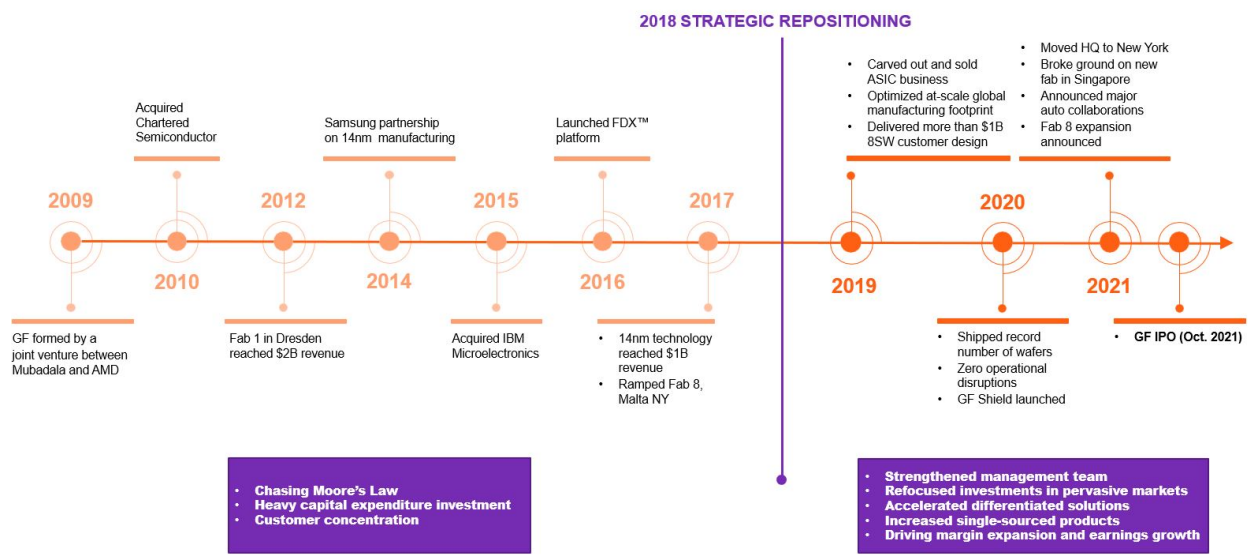 2018 STRATEGIC REPOSITIONING
2009
GF formed by a
joint venture between
Mubadala and AMD
Acquired
Chartered
Semiconductor
2010
2012
Fab 1 in Dresden
reached $2B revenue
Samsung partnership
on 14nm manufacturing
2014
2015
Acquired IBM
Microelectronics
Launched FDX™
platform
2016
2017
• 14nm technology
reached $1B
revenue
• Ramped Fab 8,
Malta NY
• Carved out and sold
ASIC business
• Optimized at-scale global
manufacturing footprint
• Delivered more than $1B
8SW customer design
2019
2020
• Shipped record
number of wafers
• Zero operational
disruptions
• GF Shield launched
• Moved HQ to New York
• Broke ground on new
fab in Singapore
• Announced major
auto collaborations
• Fab 8 expansion
announced
2021
• GF IPO (Oct. 2021)
• Chasing Moore's Law
• Heavy capital expenditure investment
• Customer concentration
• Strengthened management team
• Refocused investments in pervasive markets
• Accelerated differentiated solutions
• Increased single-sourced products
• Driving margin expansion and earnings growth